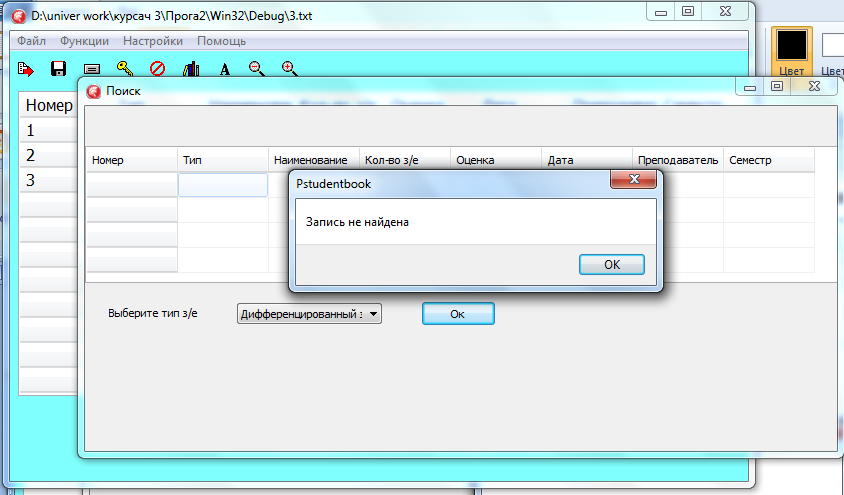 D:\univer work\курсач 3\Прога2\Win32\Debug\3.txt
Файл Функции Настройки Помощь
A
Цвет
Цвет
Номер
1
2
3
Поиск
Номер Тип Наименование Кол-во з/е Оценка Дата Преподаватель Семестр
Pstudentbook
Запись не найдена
OK
Выберите тип з/е Дифференцированный з Ок